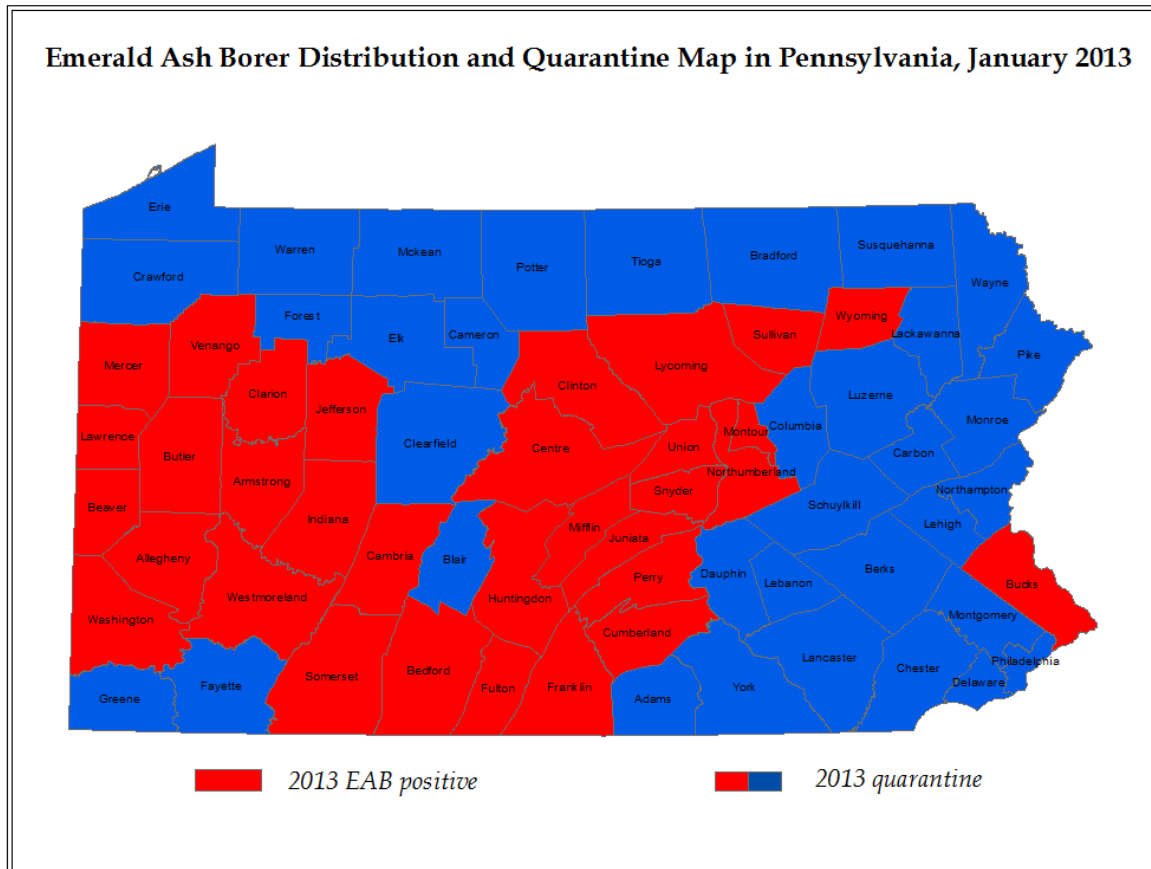 Emerald Ash Borer Distribution and Quarantine Map in Pennsylvania, January 2013
Erie
Warren
Mckean
Potter
Tioga
Bradford
Susquehanna
Wayne
Crawford
Forest
Elk
Cameron
Venango
Mercer
Clarion
Jefferson
Clearfield
Clinton
Lycoming
Sullivan
Wyoming
Lackawanna
Pike
Luzerne
Monroe
Columbia
Carbon
Lawrence
Butler
Armstrong
Centre
Union
Montour
Northumberland
Snyder
Northampton
Schuylkill
Lehigh
Beaver
Indiana
Allegheny
Cambria
Blair
Mifflin
Juniata
Perry
Dauphin
Lebanon
Berks
Bucks
Washington
Westmoreland
Huntingdon
Cumberland
Montgomery
Philadelphia
Greene
Fayette
Somerset
Bedford
Fulton
Franklin
Adams
York
Lancaster
Chester
Delaware
2013 EAB positive
2013 quarantine